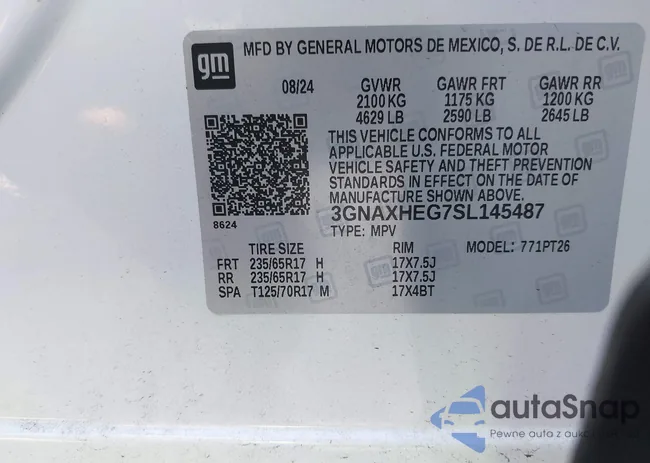 gm
MFD BY GENERAL MOTORS DE MEXICO, S. DE R.L. DE C.V.
08/24 GVWR GAWR FRT GAWR RR
2100 KG 1175 KG 1200 KG
4629 LB 2590 LB 2645 LB
THIS VEHICLE CONFORMS TO ALL
APPLICABLE U.S. FEDERAL MOTOR
VEHICLE SAFETY AND THEFT PREVENTION
STANDARDS IN EFFECT ON THE DATE OF
MANUFACTURE SHOWN ABOVE.
8624
3GNAXHEG7SL145487
TYPE: MPV
TIRE SIZE RIM MODEL: 771PT26
FRT 235/65R17 H 17X7.5J
RR 235/65R17 H 17X7.5J
SPA T125/70R17 M 17X4BT
autaSnap
Pewne auta z aukc